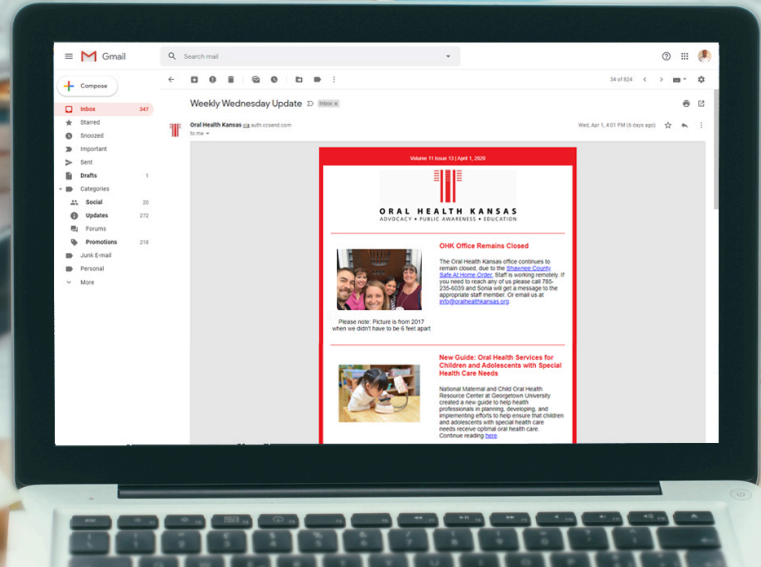 Gmail
Search mail
Compose
34 of 824
Inbox 347
Starred
Snoozed
Important
Sent
Drafts 1
Categories
Social 20
Updates 272
Forums
Promotions 218
Junk E-mail
Personal
More
Weekly Wednesday Update Inbox x
Oral Health Kansas via auth.ccsend.com
to me
Wed, Apr 1, 4:01 PM (6 days ago)
Volume 11 Issue 13 | April 1, 2020
ORAL HEALTH KANSAS
ADVOCACY • PUBLIC AWARENESS • EDUCATION
OHK Office Remains Closed
The Oral Health Kansas office continues to
remain closed, due to the Shawnee County
Safe At Home Order. Staff is working remotely. If
you need to reach any of us please call 785-
235-6039 and Sonia will get a message to the
appropriate staff member. Or email us at
info@oralhealthkansas.org.
Please note: Picture is from 2017
when we didn't have to be 6 feet apart
New Guide: Oral Health Services for
Children and Adolescents with Special
Health Care Needs
National Maternal and Child Oral Health
Resource Center at Georgetown University
created a new guide to help health
professionals in planning, developing, and
implementing efforts to help ensure that children
and adolescents with special health care
needs receive optimal oral health care.
Continue reading here.